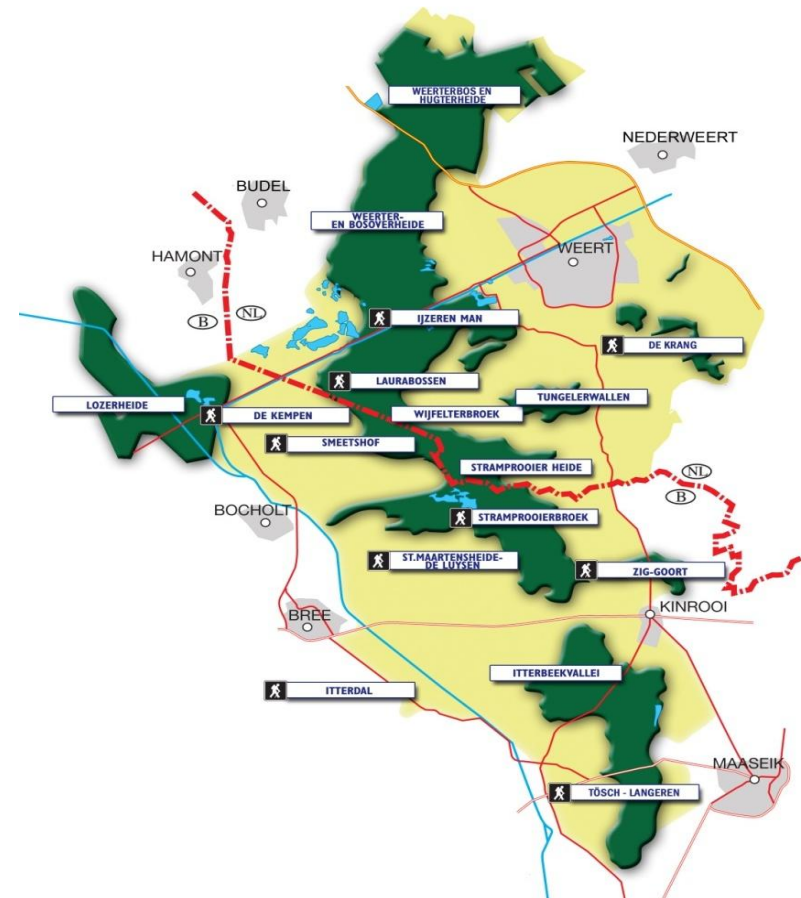 WEERTERBOS EN
HUGTERHEIDE
NEDERWEERT
BUDEL
WEERTER-
EN BOSOVERHEIDE
HAMONT
WEERT
B
NL
IJZEREN MAN
DE KRANG
LAURABOSSEN
TUNGELERWALLEN
LOZERHEIDE
DE KEMPEN
WIJFELTERBROEK
SMEETSHOF
STRAMPROOIER HEIDE
NL
B
BOCHOLT
STRAMPROOIERBROEK
ST.MAARTENSHEIDE-
DE LUYSEN
ZIG-GOORT
KINROOI
BREE
ITTERBEEKVALLEI
ITTERDAL
MAASEIK
TÖSCH - LANGEREN